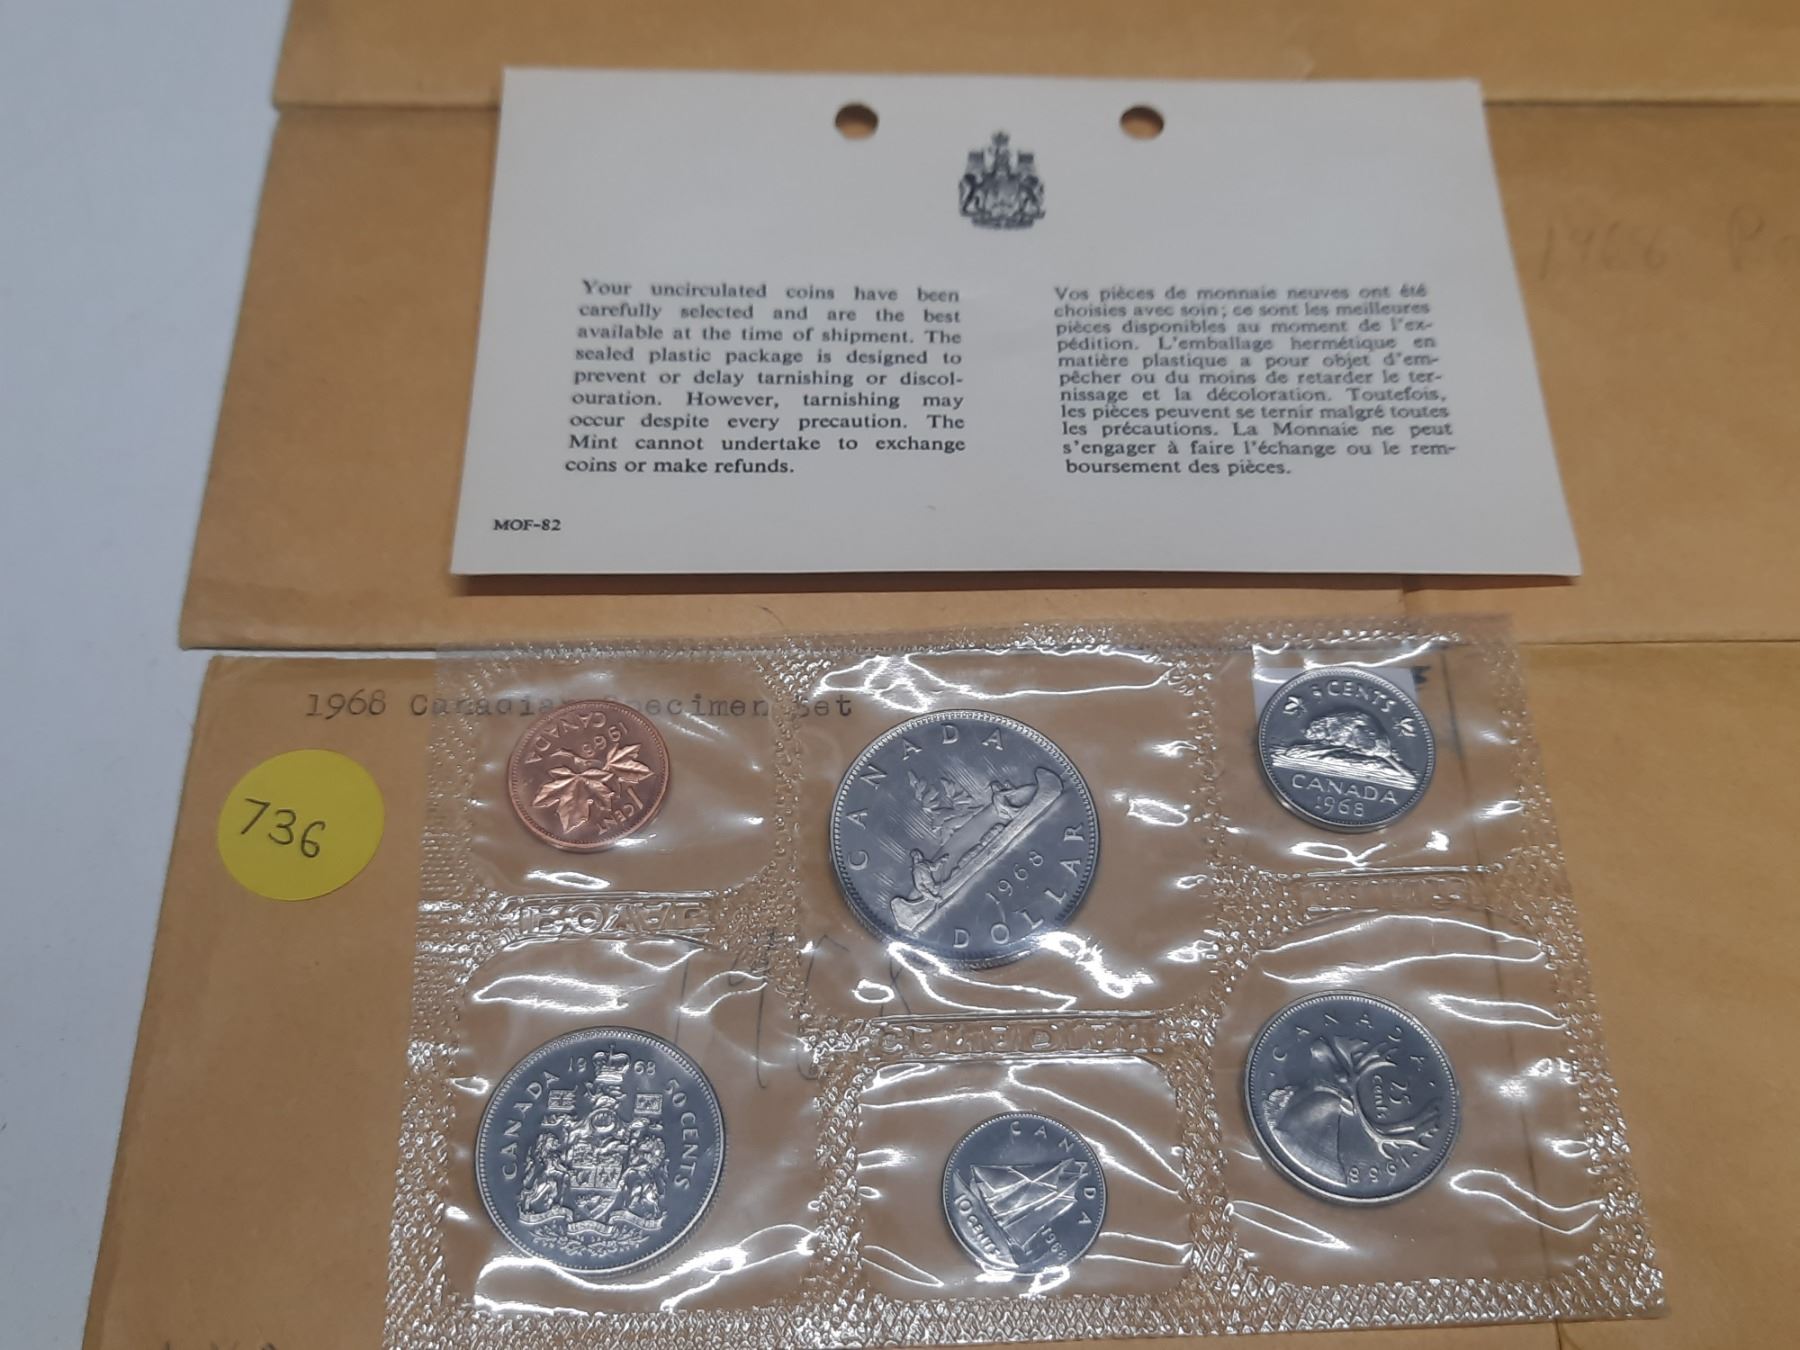 Your uncirculated coins have been
carefully selected and are the best
available at the time of shipment. The
sealed plastic package is designed to
prevent or delay tarnishing or discol-
ouration. However, tarnishing may
occur despite every precaution. The
Mint cannot undertake to exchange
coins or make refunds.
Vos pièces de monnaie neuves ont été
choisies avec soin; ce sont les meilleures
pièces disponibles au moment de l'ex-
pédition. L'emballage hermétique en
matière plastique a pour objet d'em-
pêcher ou du moins de retarder le ter-
nissage et la décoloration. Toutefois,
les pièces peuvent se ternir malgré toutes
les précautions. La Monnaie ne peut
s'engager à faire l'échange ou le rem-
boursement des pièces.
MOF-82
1968
1968 Canadian Specimen Set
736
1968 CANADA
1 CENT
CANADA
1968
DOLLAR
5 CENTS
CANADA
1968
CANADA 1968 50 CENTS
CANADA
10 CENTS 1968
CANADA
25
CENTS
1968